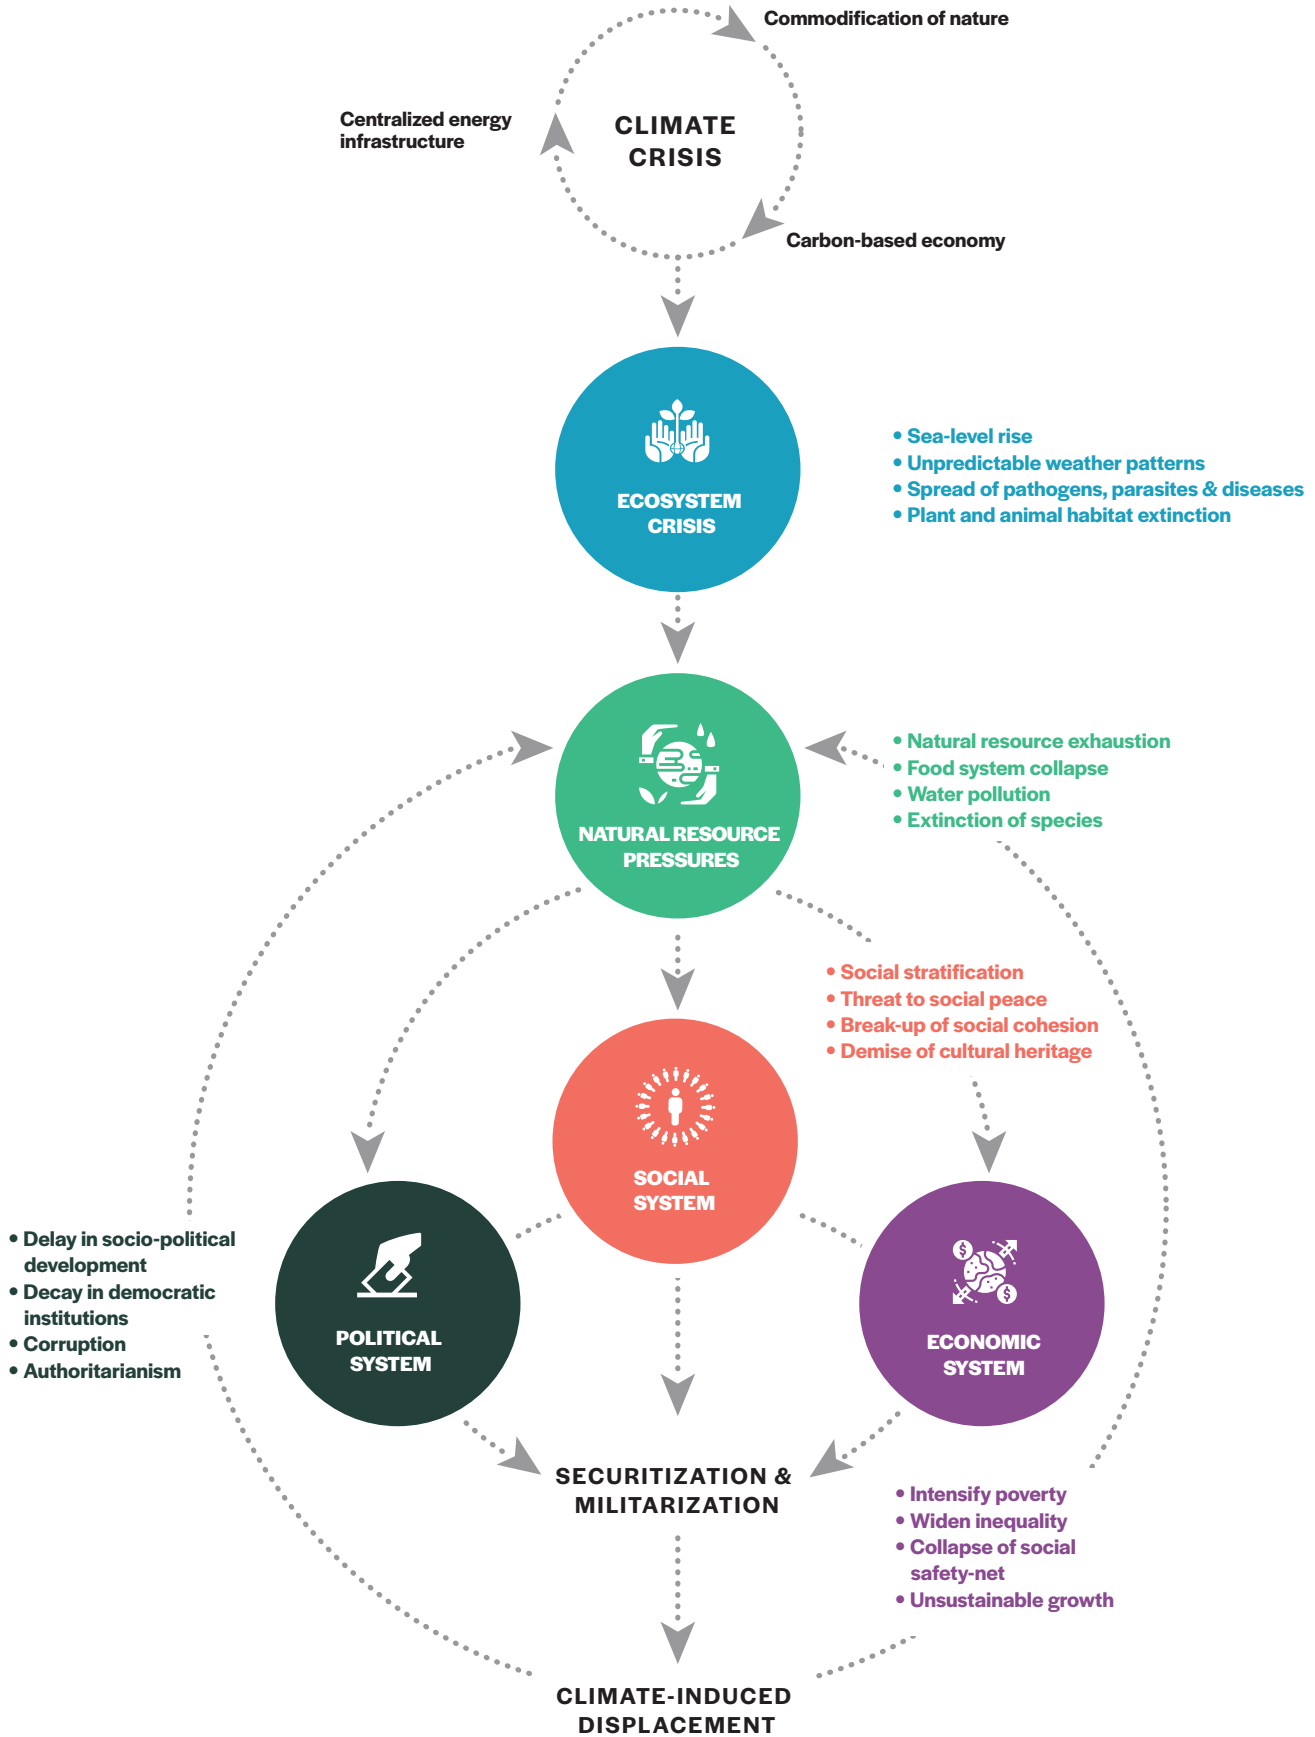 Commodification of nature
Centralized energy
infrastructure
CLIMATE
CRISIS
Carbon-based economy
ECOSYSTEM
CRISIS
• Sea-level rise
• Unpredictable weather patterns
• Spread of pathogens, parasites & diseases
• Plant and animal habitat extinction
NATURAL RESOURCE
PRESSURES
• Natural resource exhaustion
• Food system collapse
• Water pollution
• Extinction of species
• Social stratification
• Threat to social peace
• Break-up of social cohesion
• Demise of cultural heritage
SOCIAL
SYSTEM
• Delay in socio-political
development
• Decay in democratic
institutions
• Corruption
• Authoritarianism
POLITICAL
SYSTEM
$
$
ECONOMIC
SYSTEM
SECURITIZATION &
MILITARIZATION
• Intensify poverty
• Widen inequality
• Collapse of social
safety-net
• Unsustainable growth
CLIMATE-INDUCED
DISPLACEMENT